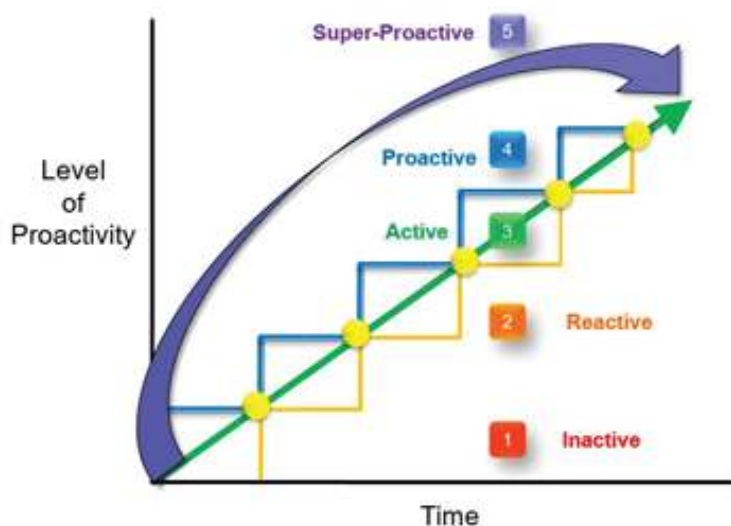 Super-Proactive 5
Level
of
Proactivity
Proactive 4
Active 3
2 Reactive
1 Inactive
Time